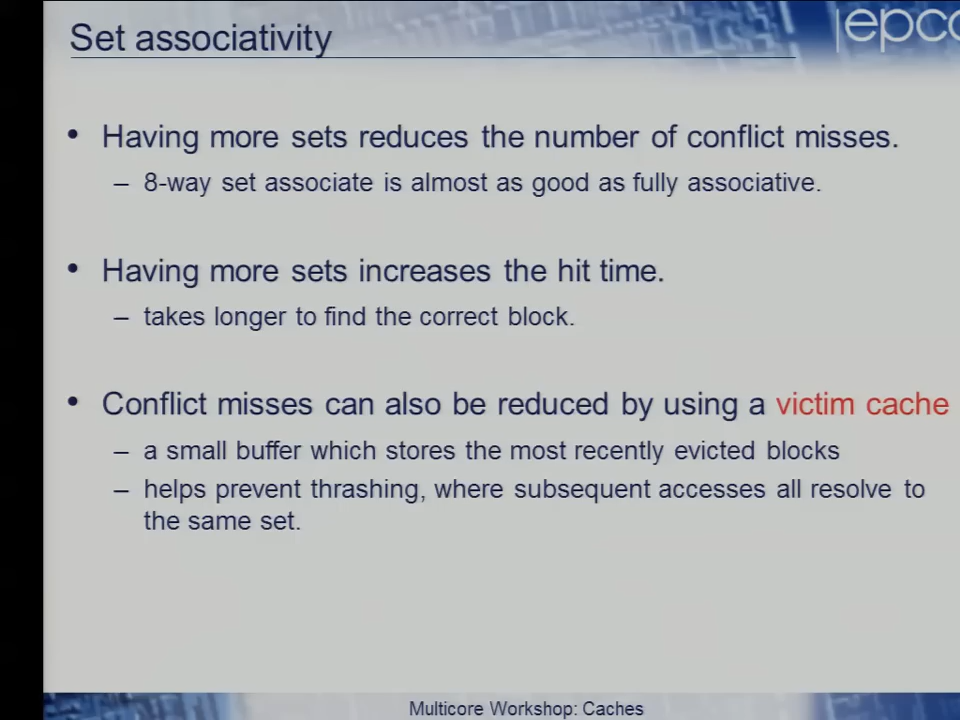 Set associativity
|epcc
• Having more sets reduces the number of conflict misses.
– 8-way set associate is almost as good as fully associative.
• Having more sets increases the hit time.
– takes longer to find the correct block.
• Conflict misses can also be reduced by using a victim cache
– a small buffer which stores the most recently evicted blocks
– helps prevent thrashing, where subsequent accesses all resolve to
the same set.
Multicore Workshop: Caches